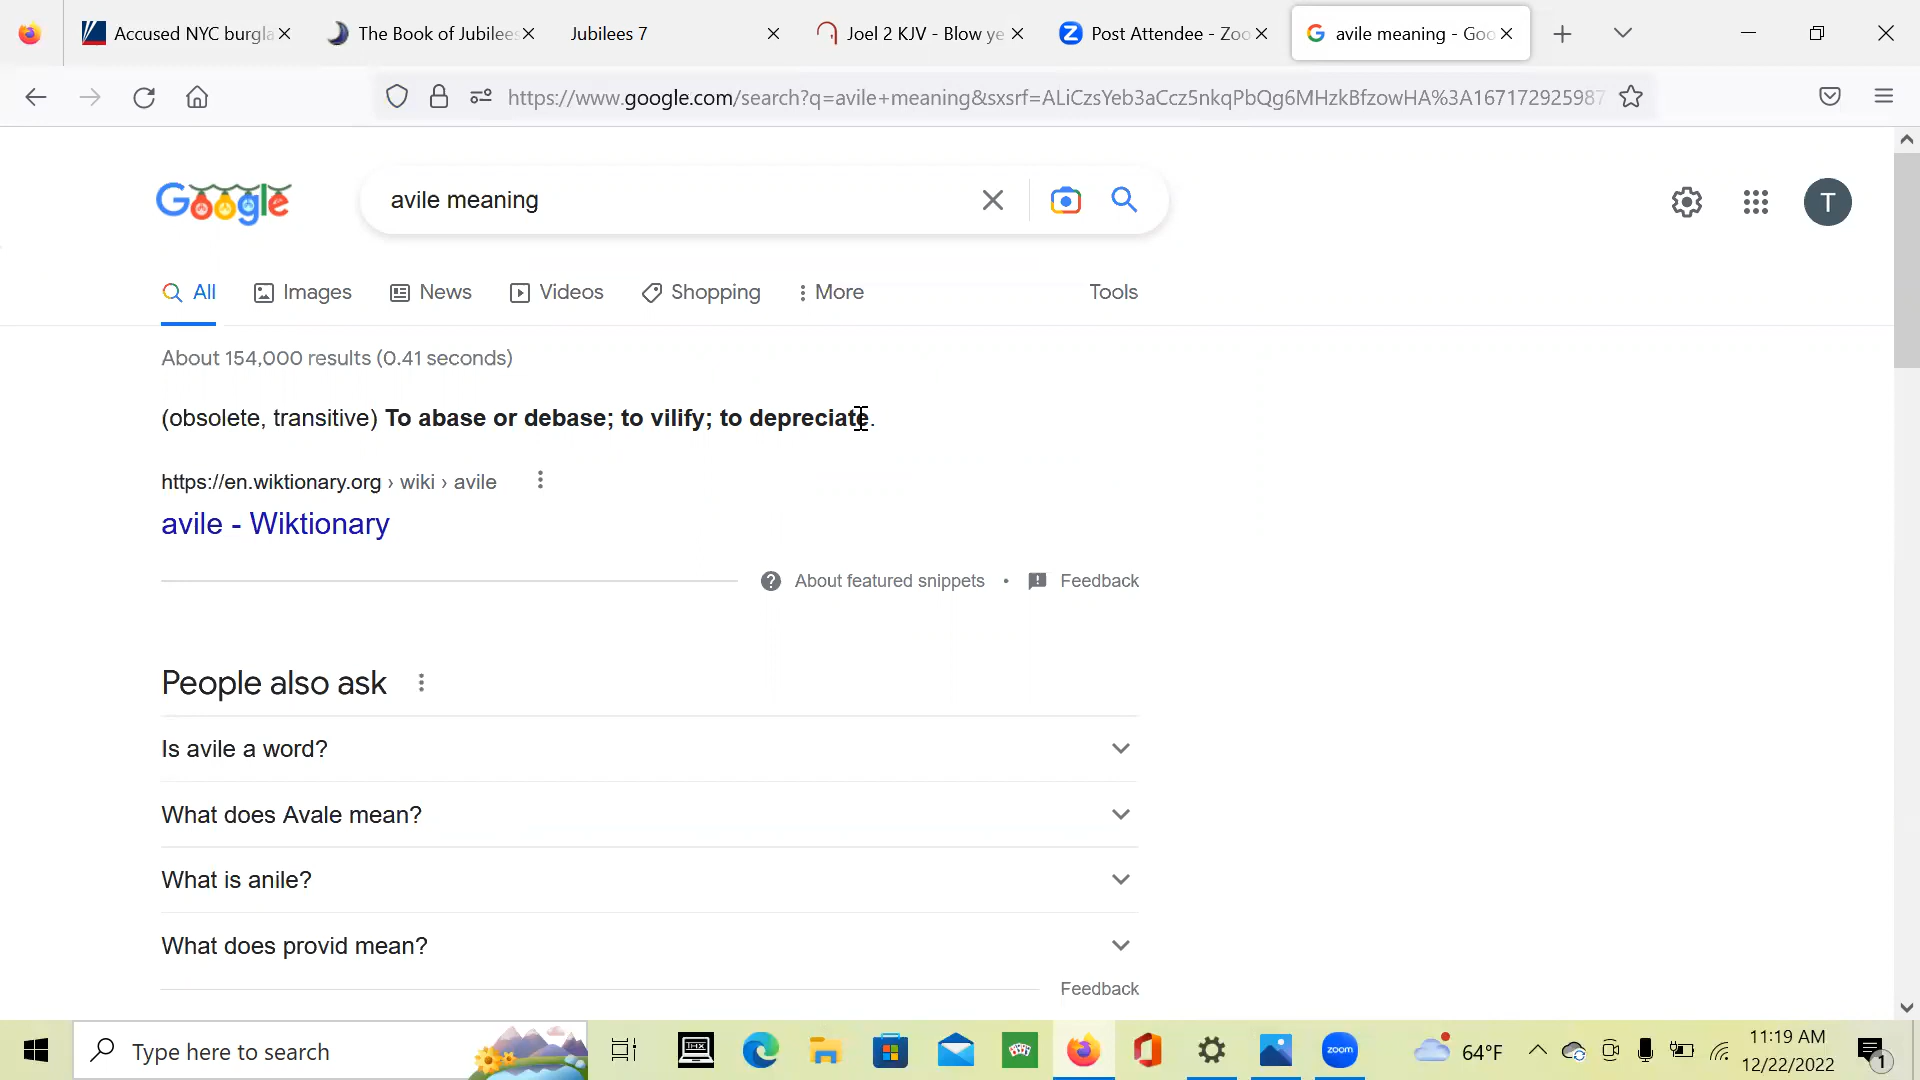 Accused NYC burgla
The Book of Jubilees
Jubilees 7
Joel 2 KJV - Blow ye
Post Attendee - Zoo
avile meaning - Goo
https://www.google.com/search?q=avile+meaning&sxsrf=ALiCzsYeb3aCcz5nkqPbQg6MHzkBfzowHA%3A167172925987
Google
avile meaning
T
All
Images
News
Videos
Shopping
More
Tools
About 154,000 results (0.41 seconds)
(obsolete, transitive) To abase or debase; to vilify; to depreciate.
https://en.wiktionary.org › wiki › avile
avile - Wiktionary
About featured snippets • Feedback
People also ask
Is avile a word?
What does Avale mean?
What is anile?
What does provid mean?
Feedback
Type here to search
THX
zoom
64°F
11:19 AM
12/22/2022
1